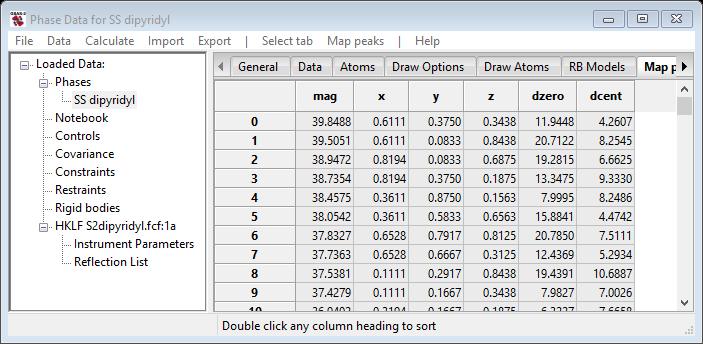 Phase Data for SS dipyridyl
File Data Calculate Import Export | Select tab Map peaks | Help
Loaded Data:
Phases
SS dipyridyl
Notebook
Controls
Covariance
Constraints
Restraints
Rigid bodies
HKLF S2dipyridyl.fcf:1a
Instrument Parameters
Reflection List
General Data Atoms Draw Options Draw Atoms RB Models Map p
mag x y z dzero dcent
0 39.8488 0.6111 0.3750 0.3438 11.9448 4.2607
1 39.5051 0.6111 0.0833 0.8438 20.7122 8.2545
2 38.9472 0.8194 0.0833 0.6875 19.2815 6.6625
3 38.7354 0.8194 0.3750 0.1875 13.3475 9.3330
4 38.4575 0.3611 0.8750 0.1563 7.9995 8.2486
5 38.0542 0.3611 0.5833 0.6563 15.8841 4.4742
6 37.8327 0.6528 0.7917 0.8125 20.7850 7.5111
7 37.7363 0.6528 0.6667 0.3125 12.4369 5.2934
8 37.5381 0.1111 0.2917 0.8438 19.4391 10.6887
9 37.4279 0.1111 0.1667 0.3438 7.9827 7.0026
Double click any column heading to sort